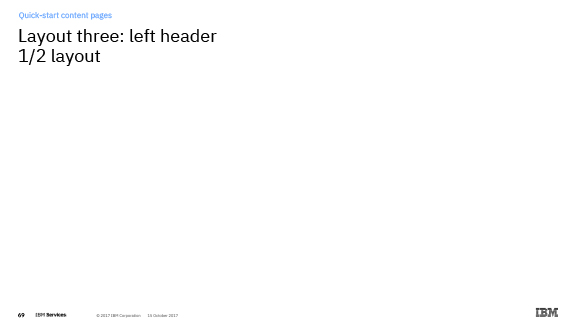 Quick-start content pages
Layout three: left header
1/2 layout
69 IBM Services © 2017 IBM Corporation 16 October 2017 IBM